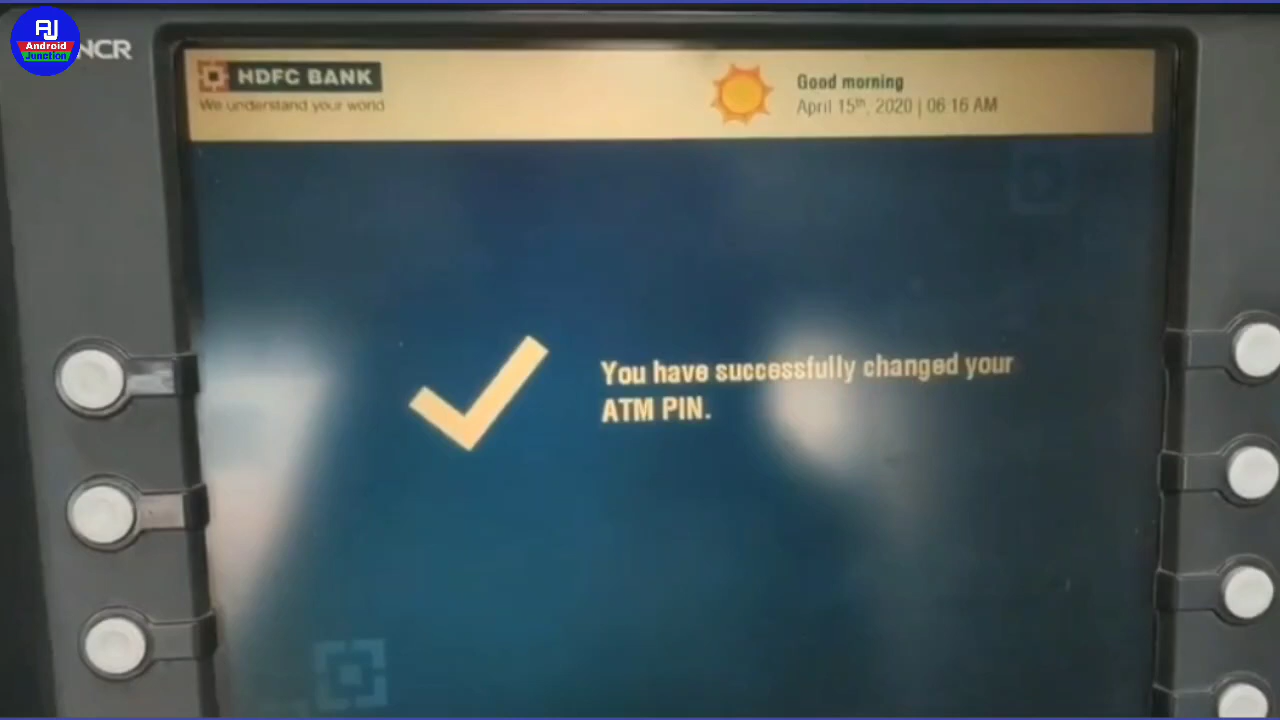 AJ
Android
Junction
NCR
HDFC BANK
We understand your world
Good morning
April 15th, 2020 | 06:16 AM
You have successfully changed your
ATM PIN.